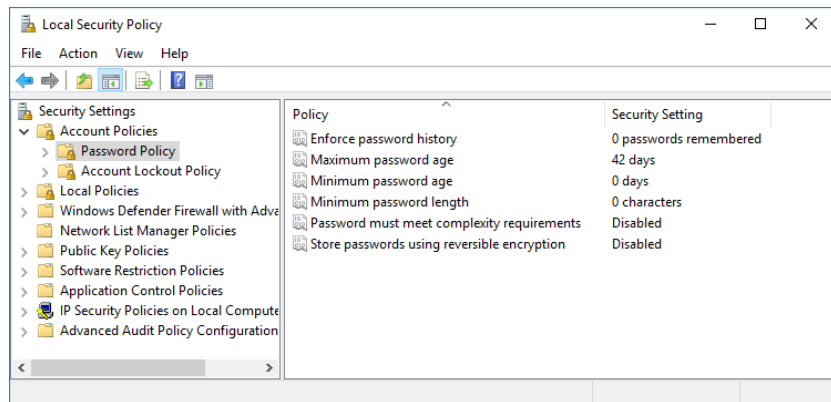 Local Security Policy
File Action View Help
Security Settings
Account Policies
Password Policy
Account Lockout Policy
Local Policies
Windows Defender Firewall with Adva
Network List Manager Policies
Public Key Policies
Software Restriction Policies
Application Control Policies
IP Security Policies on Local Compute
Advanced Audit Policy Configuration
Policy Security Setting
Enforce password history 0 passwords remembered
Maximum password age 42 days
Minimum password age 0 days
Minimum password length 0 characters
Password must meet complexity requirements Disabled
Store passwords using reversible encryption Disabled